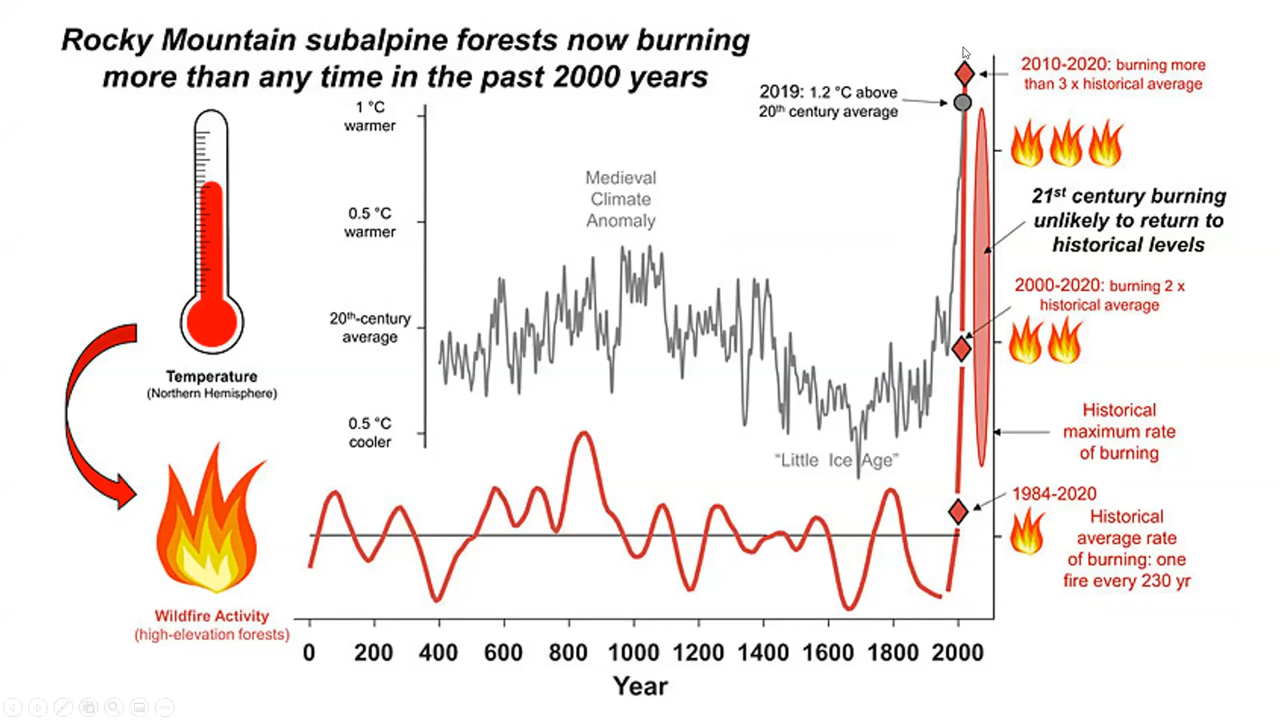 Rocky Mountain subalpine forests now burning
more than any time in the past 2000 years
1 °C
warmer
0.5 °C
warmer
20th-century
average
0.5 °C
cooler
Temperature
(Northern Hemisphere)
Wildfire Activity
(high-elevation forests)
Medieval
Climate
Anomaly
"Little Ice Age"
2019: 1.2 °C above
20th century average
2010-2020: burning more
than 3 x historical average
21st century burning
unlikely to return to
historical levels
2000-2020: burning 2 x
historical average
Historical
maximum rate
of burning
1984-2020
Historical
average rate
of burning: one
fire every 230 yr
0 200 400 600 800 1000 1200 1400 1600 1800 2000
Year